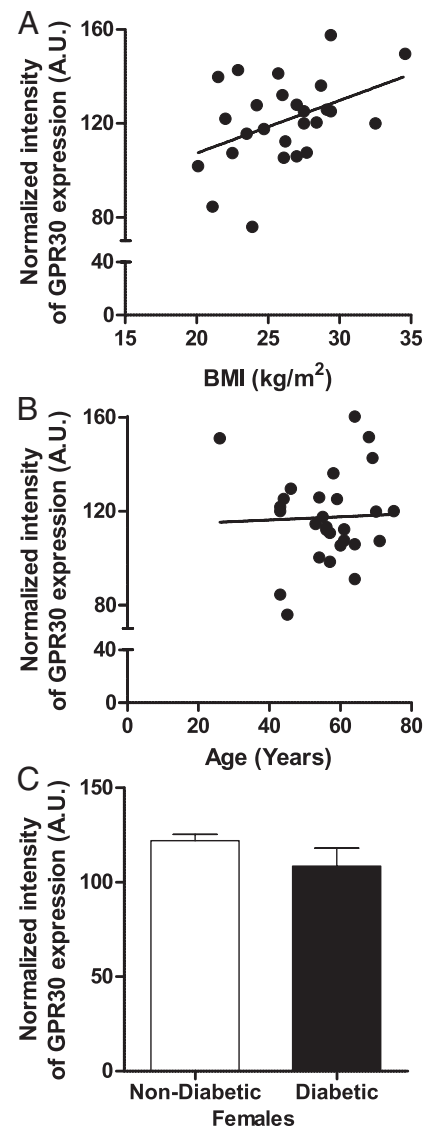 A
Normalized intensity
of GPR30 expression (A.U.)
160
120
80
40
0
15
20
25
30
35
BMI (kg/m²)
B
Normalized intensity
of GPR30 expression (A.U.)
160
120
80
40
0
0
20
40
60
80
Age (Years)
C
Normalized intensity
of GPR30 expression (A.U.)
150
100
50
0
Non-Diabetic
Diabetic
Females